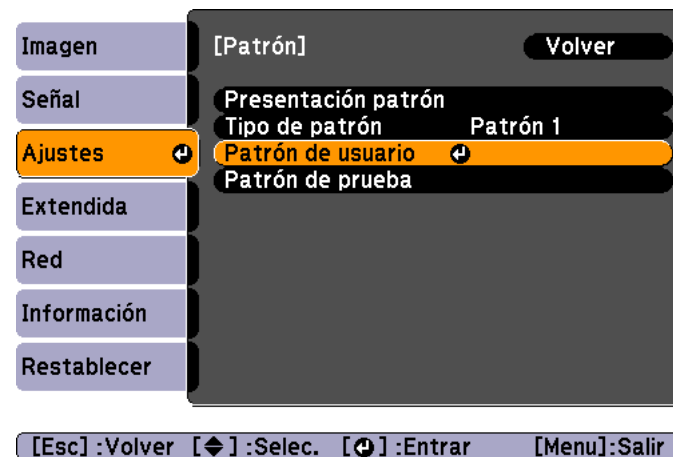 Imagen
Señal
Ajustes
Extendida
Red
Información
Restablecer
[Patrón] Volver
Presentación patrón
Tipo de patrón Patrón 1
Patrón de usuario
Patrón de prueba
[Esc] :Volver [◆] :Selec. [↵] :Entrar [Menu]:Salir